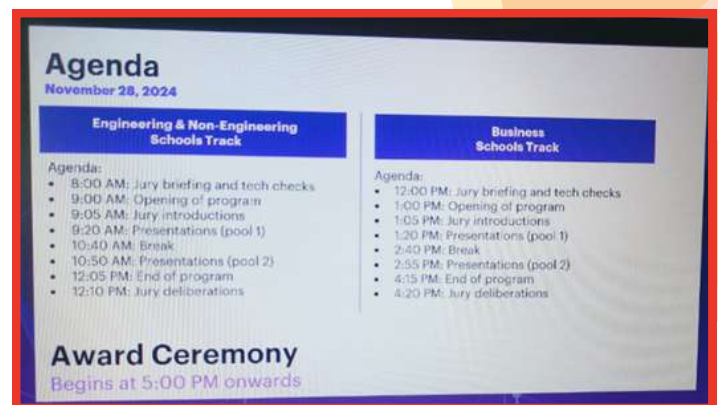 Agenda
November 28, 2024
Engineering & Non-Engineering
Schools Track
Agenda:
• 8:00 AM: Jury briefing and tech checks
• 9:00 AM: Opening of program
• 9:05 AM: Jury introductions
• 9:20 AM: Presentations (pool 1)
• 10:40 AM: Break
• 10:50 AM: Presentations (pool 2)
• 12:05 PM: End of program
• 12:10 PM: Jury deliberations
Business
Schools Track
Agenda:
• 12:00 PM: Jury briefing and tech checks
• 1:00 PM: Opening of program
• 1:05 PM: Jury introductions
• 1:20 PM: Presentations (pool 1)
• 2:40 PM: Break
• 2:55 PM: Presentations (pool 2)
• 4:15 PM: End of program
• 4:20 PM: Jury deliberations
Award Ceremony
Begins at 5:00 PM onwards